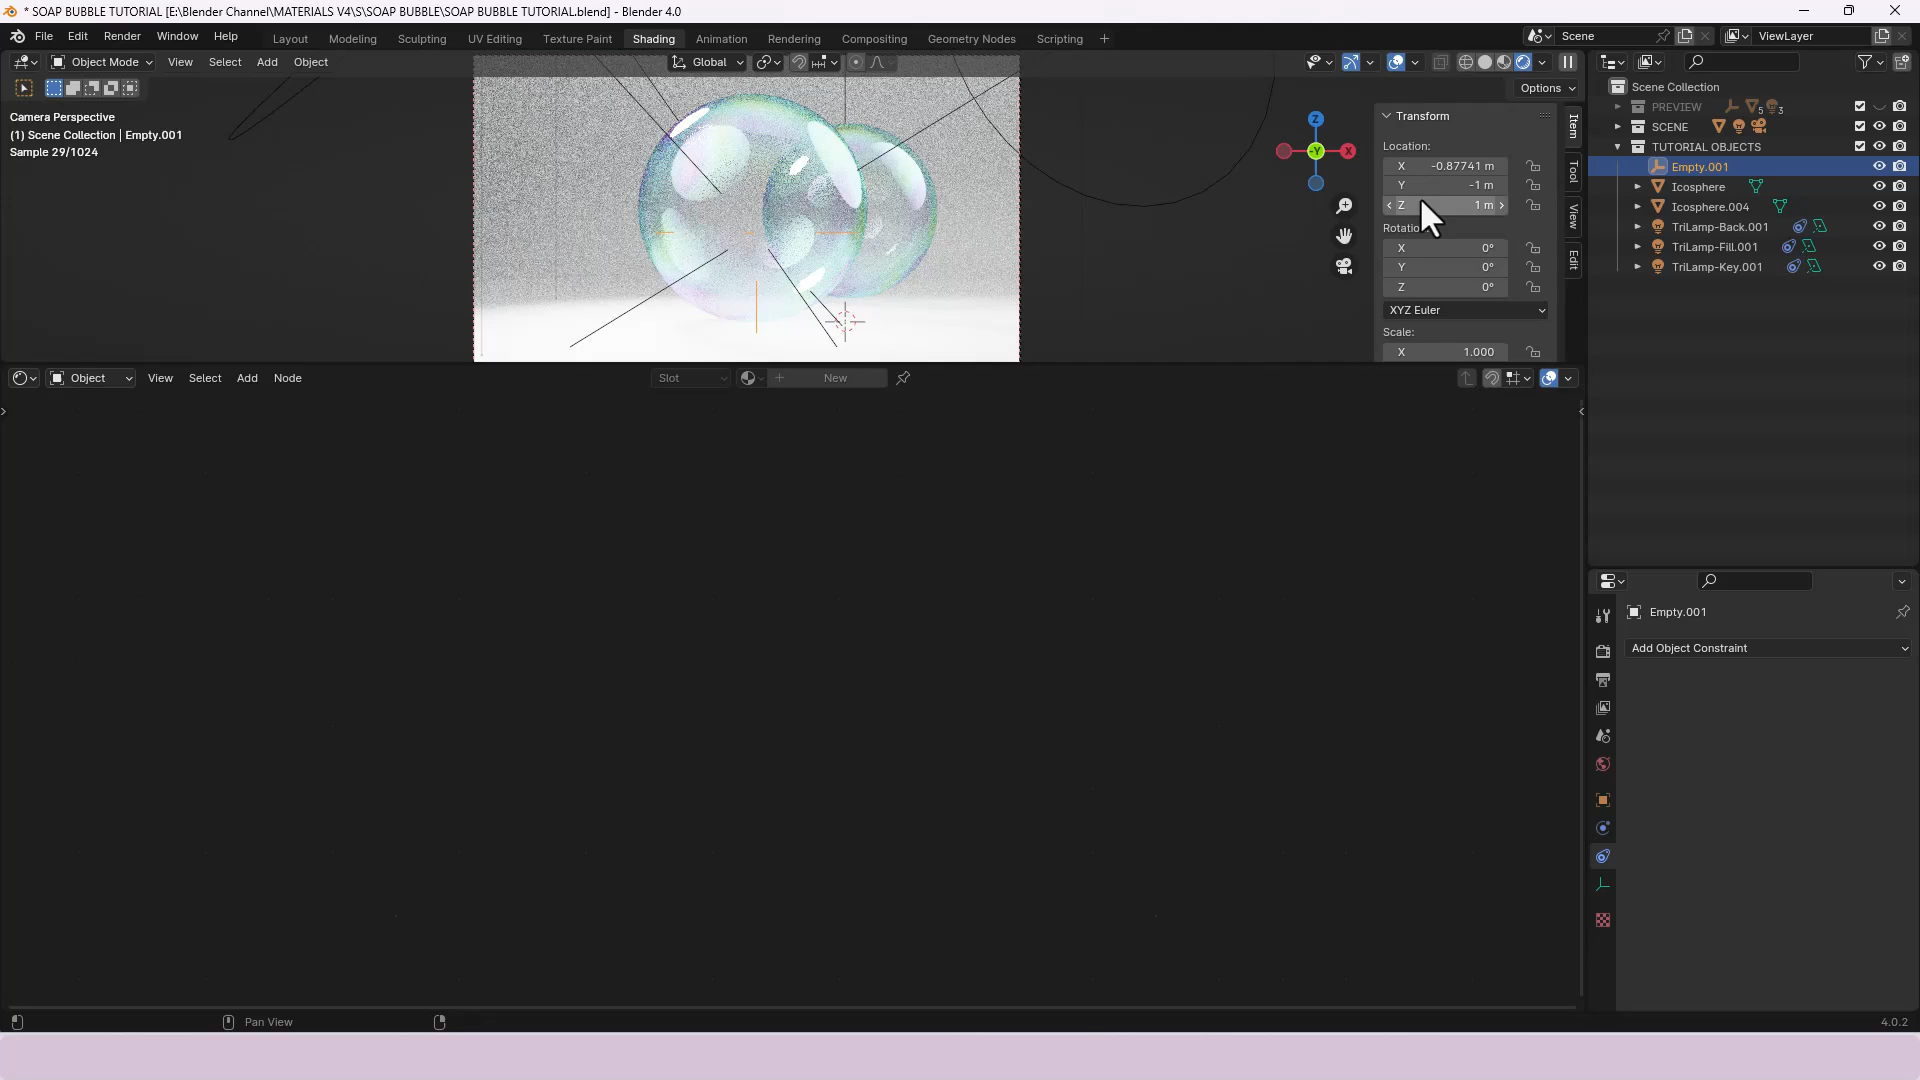 * SOAP BUBBLE TUTORIAL [E:\Blender Channel\MATERIALS V4\S\SOAP BUBBLE\SOAP BUBBLE TUTORIAL.blend] - Blender 4.0
File Edit Render Window Help Layout Modeling Sculpting UV Editing Texture Paint Shading Animation Rendering Compositing Geometry Nodes Scripting + Scene ViewLayer
Object Mode View Select Add Object Global
Options
Camera Perspective
(1) Scene Collection | Empty.001
Sample 29/1024
Z
-Y
X
Transform
Location:
X -0.87741 m
Y -1 m
Z 1 m
Rotatio
X 0°
Y 0°
Z 0°
XYZ Euler
Scale:
X 1.000
Item
Tool
View
Edit
Scene Collection
PREVIEW 5 3
SCENE
TUTORIAL OBJECTS
Empty.001
Icosphere
Icosphere.004
TriLamp-Back.001
TriLamp-Fill.001
TriLamp-Key.001
Object View Select Add Node Slot New
Empty.001
Add Object Constraint
Pan View
4.0.2